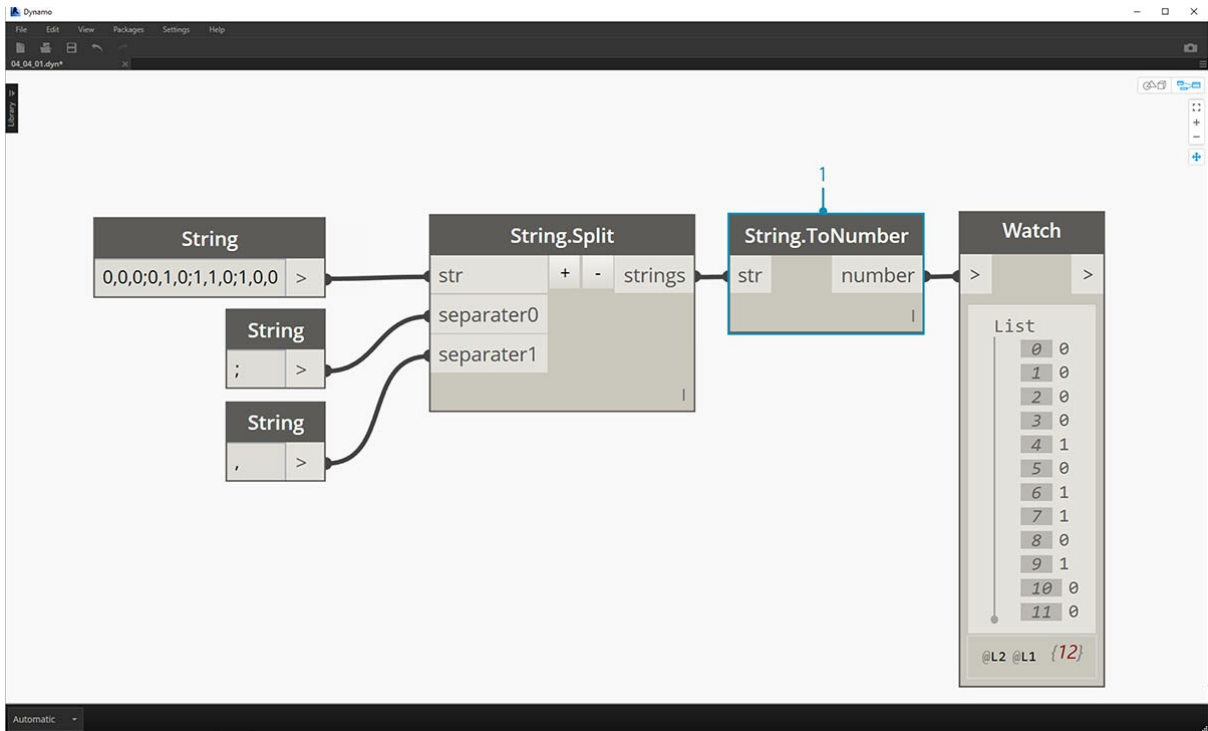 Dynamo
File Edit View Packages Settings Help
04_04_01.dyn*
Library
1
String
0,0,0;0,1,0;1,1,0;1,0,0 >
String
; >
String
, >
String.Split
str + - strings
separater0
separater1
String.ToNumber
str number
Watch
> >
List
0 0
1 0
2 0
3 0
4 1
5 0
6 1
7 1
8 0
9 1
10 0
11 0
@L2 @L1 {12}
Automatic